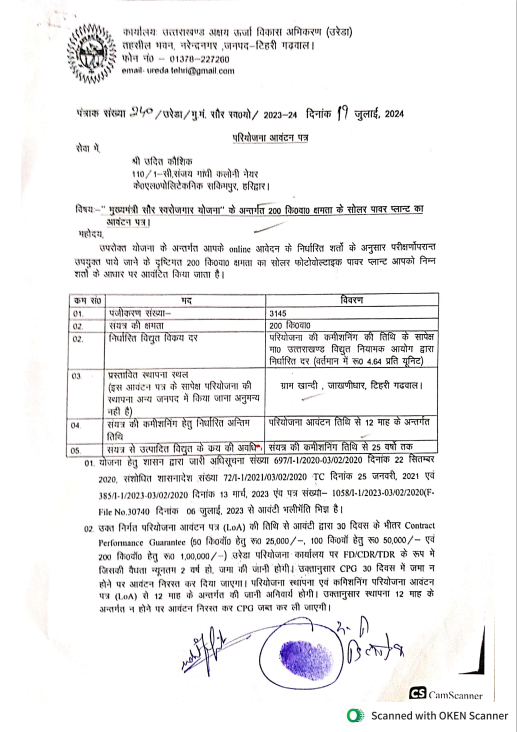 कार्यालयः उत्तराखण्ड अक्षय ऊर्जा विकास अभिकरण (उरेडा)
तहसील भवन, नरेन्द्रनगर ,जनपद–टिहरी गढवाल।
फोन नं0 – 01378-227260
email- ureda tehri@gmail.com
पत्रांक संख्या 240/उरेडा/मु.मं. सौर स्व0यो/ 2023–24 दिनांक 19 जुलाई, 2024
परियोजना आवंटन पत्र
सेवा में,
श्री उदित कौशिक
110/1–सी,संजय गांधी कलोनी नेयर
के0एल0पोलिटेकनिक सकिमपुर, हरिद्वार।
विषयः–" मुख्यमंत्री सौर स्वरोजगार योजना" के अन्तर्गत 200 कि0वा0 क्षमता के सोलर पावर प्लान्ट का
आवंटन पत्र।
महोदय,
उपरोक्त योजना के अन्तर्गत आपके online आवेदन के निर्धारित शर्तो के अनुसार परीक्षणोंपरान्त
उपयुक्त पाये जाने के दृष्टिगत 200 कि0वा0 क्षमता का सोलर फोटोवोल्टाइक पावर प्लान्ट आपको निम्न
शर्तो के आधार पर आवंटित किया जाता है।
कम सं0 मद विवरण
01. पंजीकरण संख्या– 3145
02. संयत्र की क्षमता 200 कि0वा0
02. निर्धारित विद्युत विकय दर परियोजना की कमीशनिंग की तिथि के सापेक्ष
मा0 उत्तराखण्ड विद्युत नियामक आयोग द्वारा
निर्धारित दर (वर्तमान में रू0 4.64 प्रति यूनिट)
03. प्रस्तावित स्थापना स्थल
(इस आवंटन पत्र के सापेक्ष परियोजना की
स्थापना अन्य जनपद में किया जाना अनुमन्य
नही है)
ग्राम खान्दी , जाखणीधार, टिहरी गढवाल।
04. संयत्र की कमीशनिंग हेतु निर्धारित अन्तिम
तिथि
परियोजना आवंटन तिथि से 12 माह के अन्तर्गत
05. संयत्र से उत्पादित विद्युत के कय की अवधि संयत्र की कमीशनिंग तिथि से 25 वर्षो तक
01. योजना हेतु शासन द्वारा जारी अधिसूचना संख्या 697/I-1/2020-03/02/2020 दिनांक 22 सितम्बर
2020, संशोधित शासनादेश संख्या 72/I-1/2021/03/02/2020 TC दिनांक 25 जनवरी, 2021 एवं
385/I-1/2023-03/02/2020 दिनांक 13 मार्च, 2023 एंव पत्र संख्या– 1058/I-1/2023-03/02/2020(F-
File No.30740 दिनांक 06 जुलाई, 2023 से आवंटी भलीभाँति भिज्ञ है।
02. उक्त निर्गत परियोजना आवंटन पत्र (LoA) की तिथि से आवंटी द्वारा 30 दिवस के भीतर Contract
Performance Guarantee (50 कि0वॉ0 हेतु रू0 25,000/–, 100 कि0वॉ हेतु रू0 50,000/– एवं
200 कि0वॉ0 हेतु रू0 1,00,000/–) उरेडा परियोजना कार्यालय पर FD/CDR/TDR के रूप में
जिसकी वैधता न्यूनतम 2 वर्ष हो, जमा की जानी होगी। उक्तानुसार CPG 30 दिवस में जमा न
होने पर आवंटन निरस्त कर दिया जाएगा। परियोजना स्थापना एवं कमिशनिंग परियोजना आवंटन
पत्र (LoA) से 12 माह के अन्तर्गत की जानी अनिवार्य होगी। उक्तानुसार स्थापना 12 माह के
अन्तर्गत न होने पर आवंटन निरस्त कर CPG जब्त कर ली जाएगी।
CS CamScanner
Scanned with OKEN Scanner